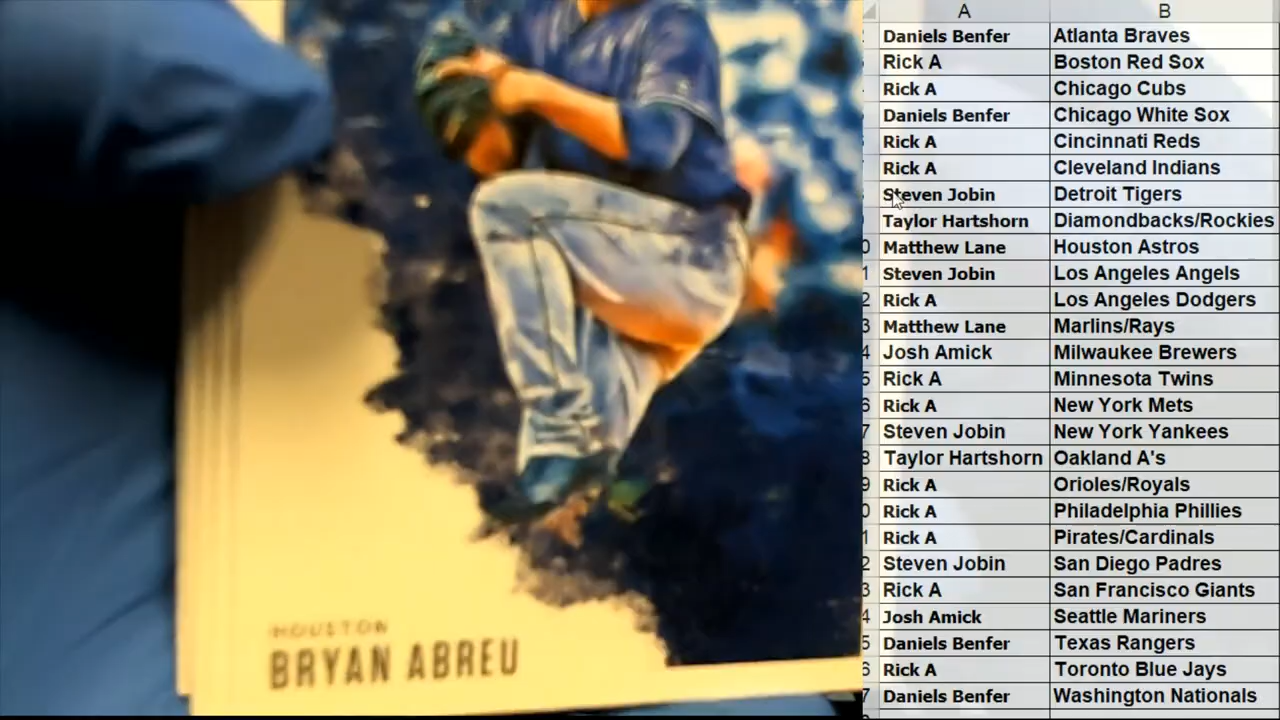 A B
Daniels Benfer Atlanta Braves
Rick A Boston Red Sox
Rick A Chicago Cubs
Daniels Benfer Chicago White Sox
Rick A Cincinnati Reds
Rick A Cleveland Indians
Steven Jobin Detroit Tigers
Taylor Hartshorn Diamondbacks/Rockies
Matthew Lane Houston Astros
Steven Jobin Los Angeles Angels
Rick A Los Angeles Dodgers
Matthew Lane Marlins/Rays
Josh Amick Milwaukee Brewers
Rick A Minnesota Twins
Rick A New York Mets
Steven Jobin New York Yankees
Taylor Hartshorn Oakland A's
Rick A Orioles/Royals
Rick A Philadelphia Phillies
Rick A Pirates/Cardinals
Steven Jobin San Diego Padres
Rick A San Francisco Giants
Josh Amick Seattle Mariners
Daniels Benfer Texas Rangers
Rick A Toronto Blue Jays
Daniels Benfer Washington Nationals
HOUSTON
BRYAN ABREU